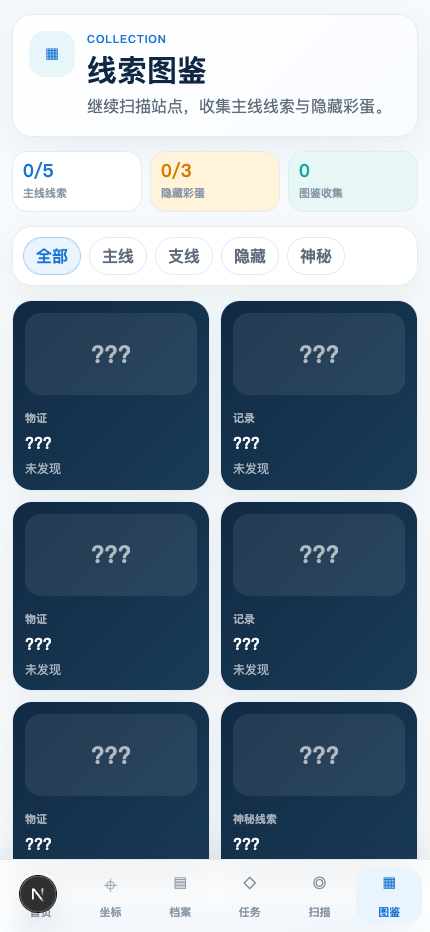 COLLECTION
线索图鉴
继续扫描站点，收集主线线索与隐藏彩蛋。
0/5
主线线索
0/3
隐藏彩蛋
0
图鉴收集
全部
主线
支线
隐藏
神秘
???
物证
???
未发现
???
记录
???
未发现
???
物证
???
未发现
???
记录
???
未发现
???
物证
???
???
神秘线索
???
N
坐标
档案
任务
扫描
图鉴